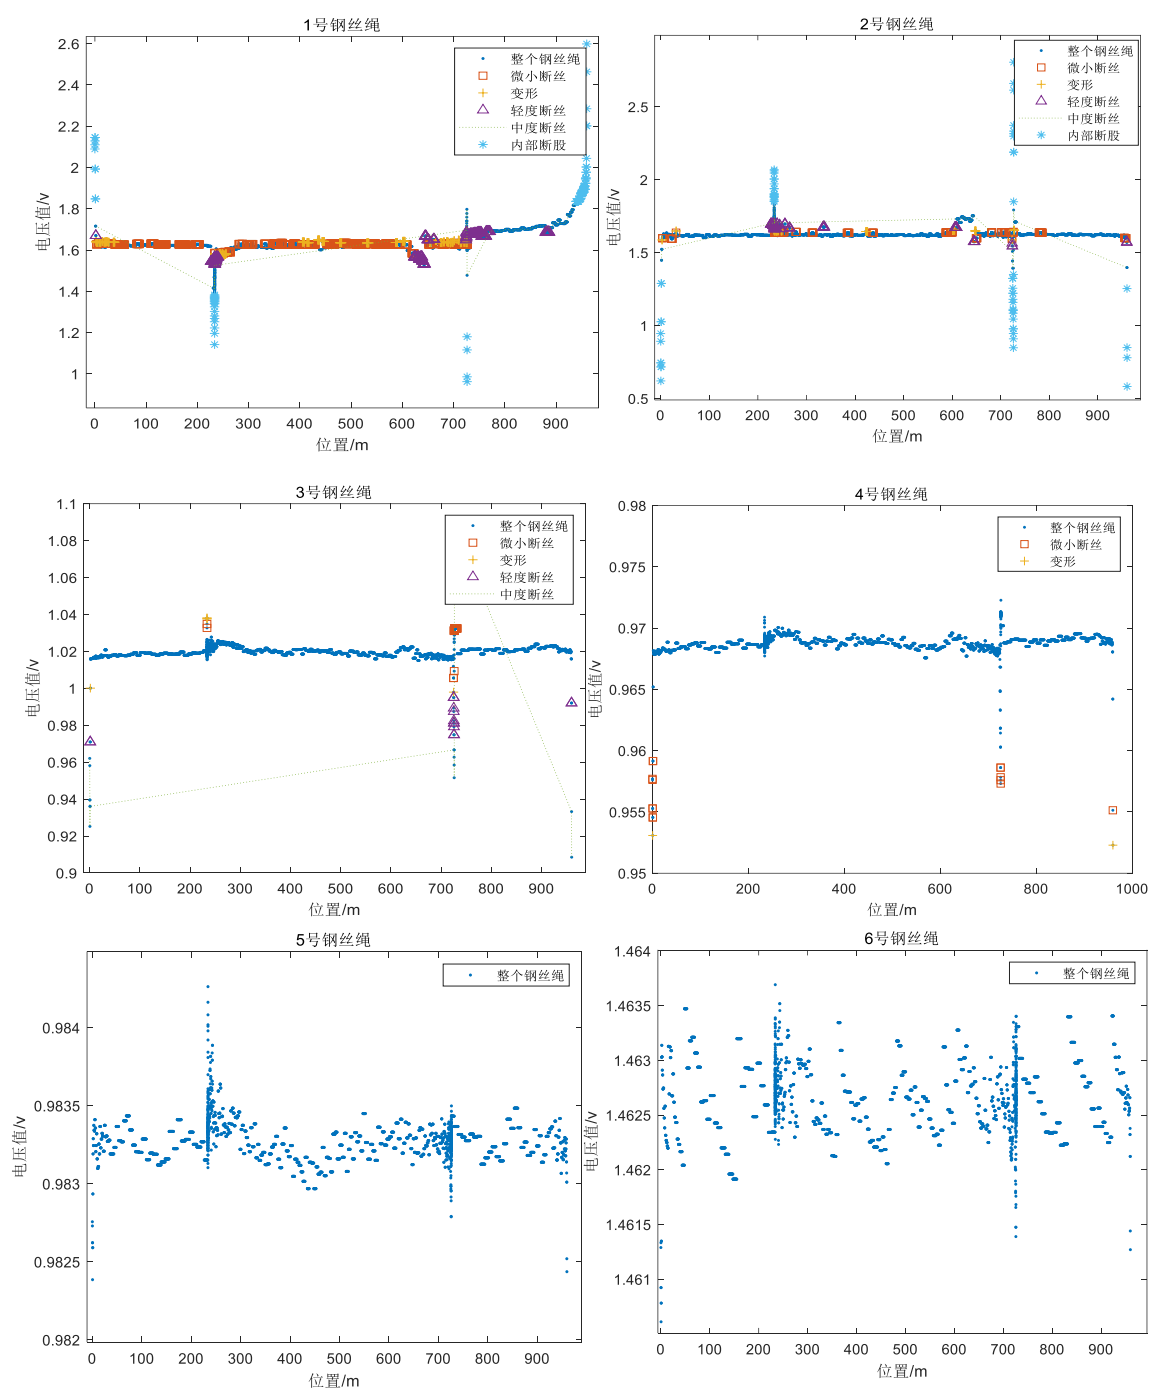 1号钢丝绳
2.6
2.4
2.2
2
1.8
1.6
1.4
1.2
1
电压值/v
0 100 200 300 400 500 600 700 800 900
位置/m
整个钢丝绳
微小断丝
变形
轻度断丝
中度断丝
内部断股
2号钢丝绳
2.5
2
1.5
1
0.5
电压值/v
0 100 200 300 400 500 600 700 800 900
位置/m
整个钢丝绳
微小断丝
变形
轻度断丝
中度断丝
内部断股
3号钢丝绳
1.1
1.08
1.06
1.04
1.02
1
0.98
0.96
0.94
0.92
0.9
电压值/v
0 100 200 300 400 500 600 700 800 900
位置/m
整个钢丝绳
微小断丝
变形
轻度断丝
中度断丝
4号钢丝绳
0.98
0.975
0.97
0.965
0.96
0.955
0.95
电压值/v
0 200 400 600 800 1000
位置/m
整个钢丝绳
微小断丝
变形
5号钢丝绳
0.984
0.9835
0.983
0.9825
0.982
电压值/v
0 100 200 300 400 500 600 700 800 900
位置/m
整个钢丝绳
6号钢丝绳
1.464
1.4635
1.463
1.4625
1.462
1.4615
1.461
电压值/v
0 100 200 300 400 500 600 700 800 900
位置/m
整个钢丝绳